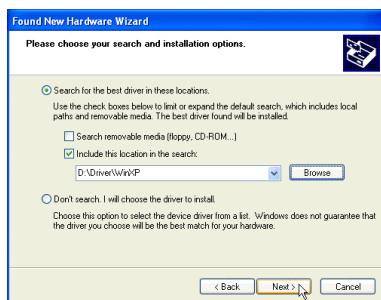 Found New Hardware Wizard
Please choose your search and installation options.
Search for the best driver in these locations.
Use the check boxes below to limit or expand the default search, which includes local
paths and removable media. The best driver found will be installed.
Search removable media (floppy, CD-ROM...)
Include this location in the search:
D:\Driver\WinXP
Browse
Don't search. I will choose the driver to install.
Choose this option to select the device driver from a list. Windows does not guarantee that
the driver you choose will be the best match for your hardware.
< Back Next > Cancel